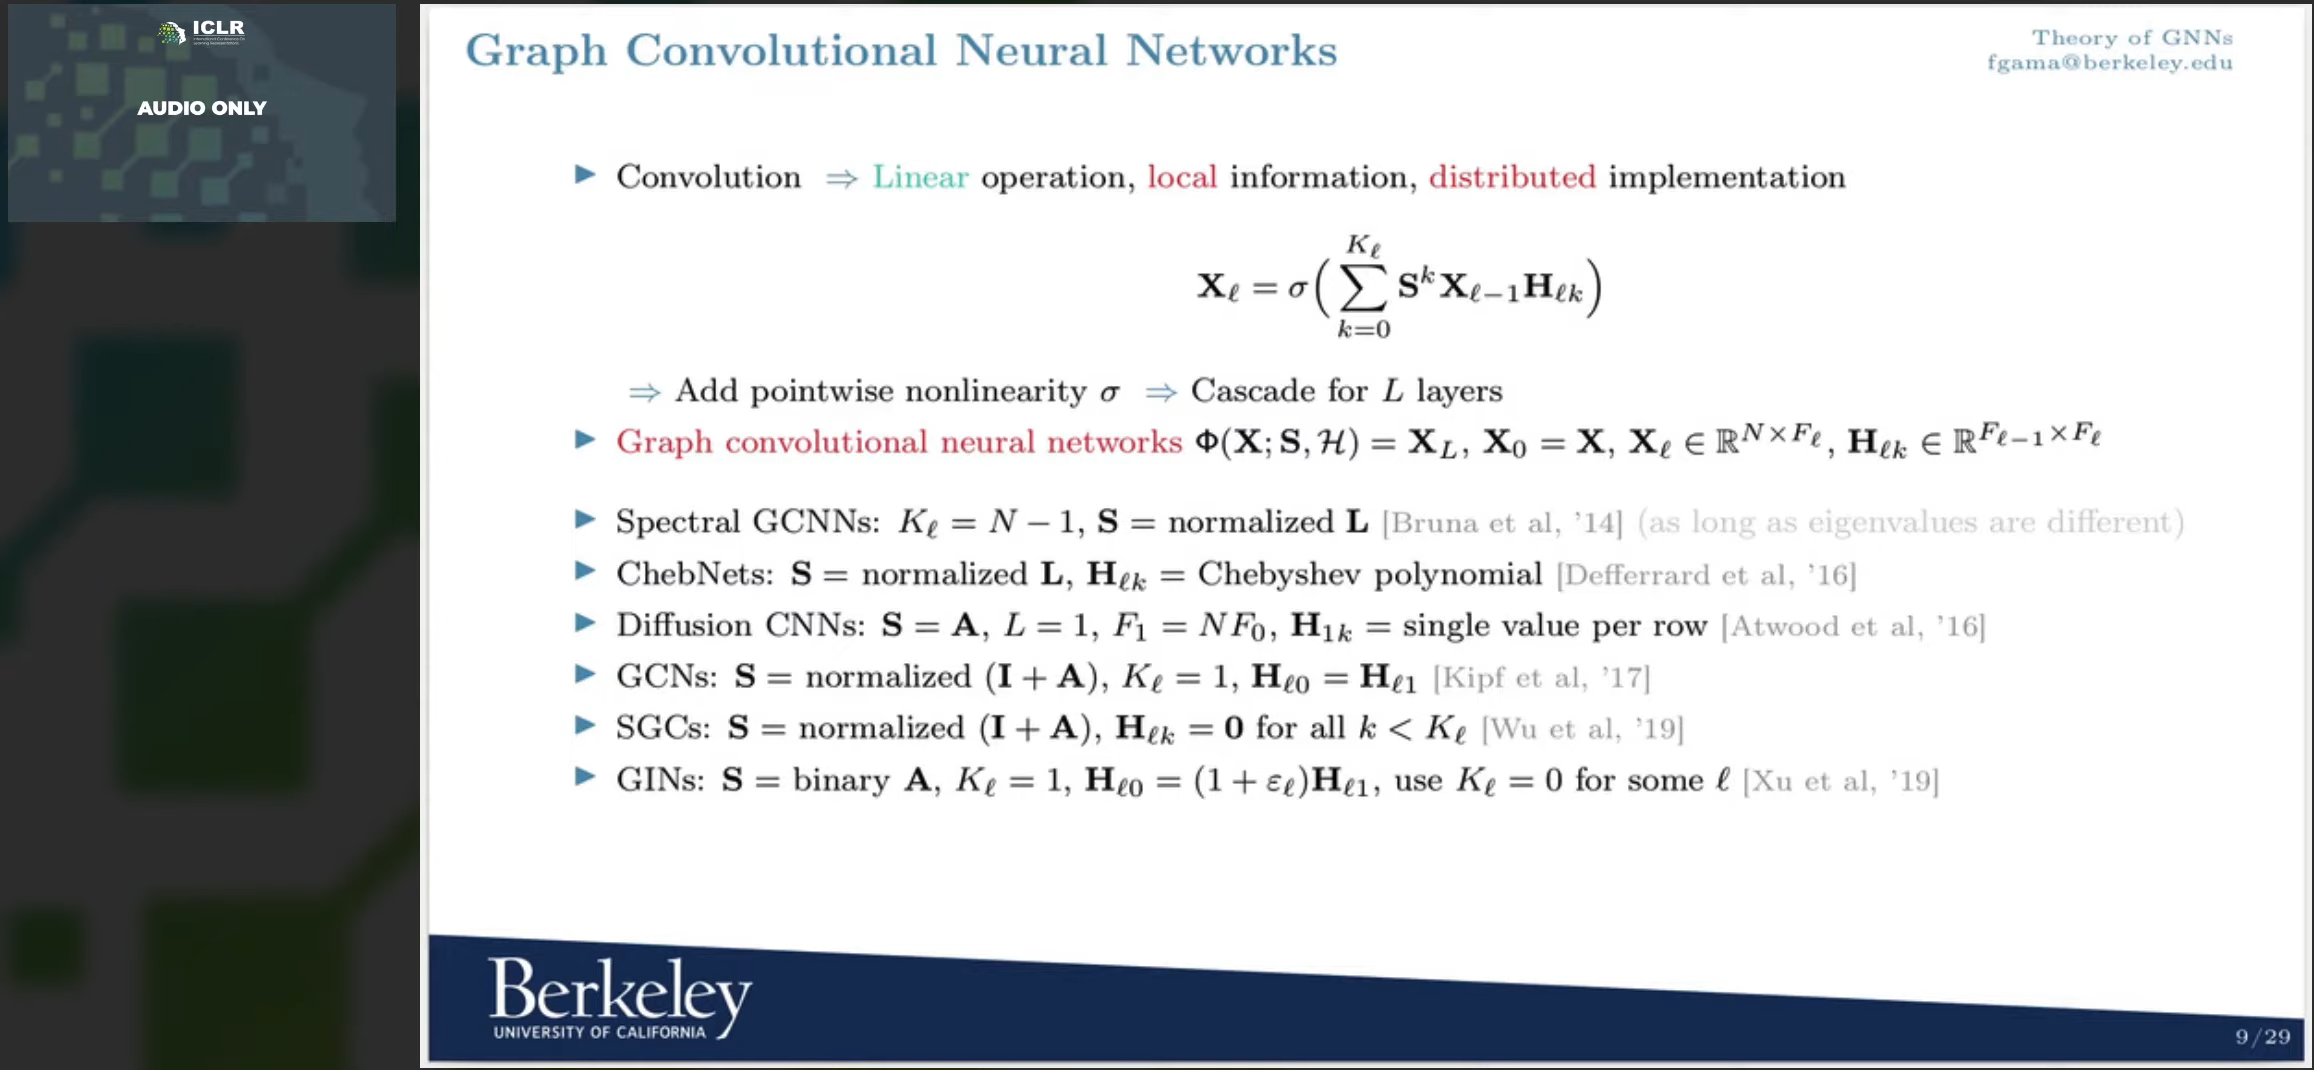 ICLR
AUDIO ONLY
Graph Convolutional Neural Networks
Theory of GNNs
fgama@berkeley.edu
▶ Convolution ⇒ Linear operation, local information, distributed implementation
X_ℓ = σ( ∑_{k=0}^{K_ℓ} S^k X_{ℓ−1} H_{ℓk} )
⇒ Add pointwise nonlinearity σ ⇒ Cascade for L layers
▶ Graph convolutional neural networks Φ(X; S, ℋ) = X_L, X_0 = X, X_ℓ ∈ ℝ^{N×F_ℓ}, H_{ℓk} ∈ ℝ^{F_{ℓ−1}×F_ℓ}
▶ Spectral GCNNs: K_ℓ = N − 1, S = normalized L [Bruna et al, ’14] (as long as eigenvalues are different)
▶ ChebNets: S = normalized L, H_{ℓk} = Chebyshev polynomial [Defferrard et al, ’16]
▶ Diffusion CNNs: S = A, L = 1, F_1 = NF_0, H_{1k} = single value per row [Atwood et al, ’16]
▶ GCNs: S = normalized (I + A), K_ℓ = 1, H_{ℓ0} = H_{ℓ1} [Kipf et al, ’17]
▶ SGCs: S = normalized (I + A), H_{ℓk} = 0 for all k < K_ℓ [Wu et al, ’19]
▶ GINs: S = binary A, K_ℓ = 1, H_{ℓ0} = (1 + ε_ℓ)H_{ℓ1}, use K_ℓ = 0 for some ℓ [Xu et al, ’19]
Berkeley
UNIVERSITY OF CALIFORNIA
9/29